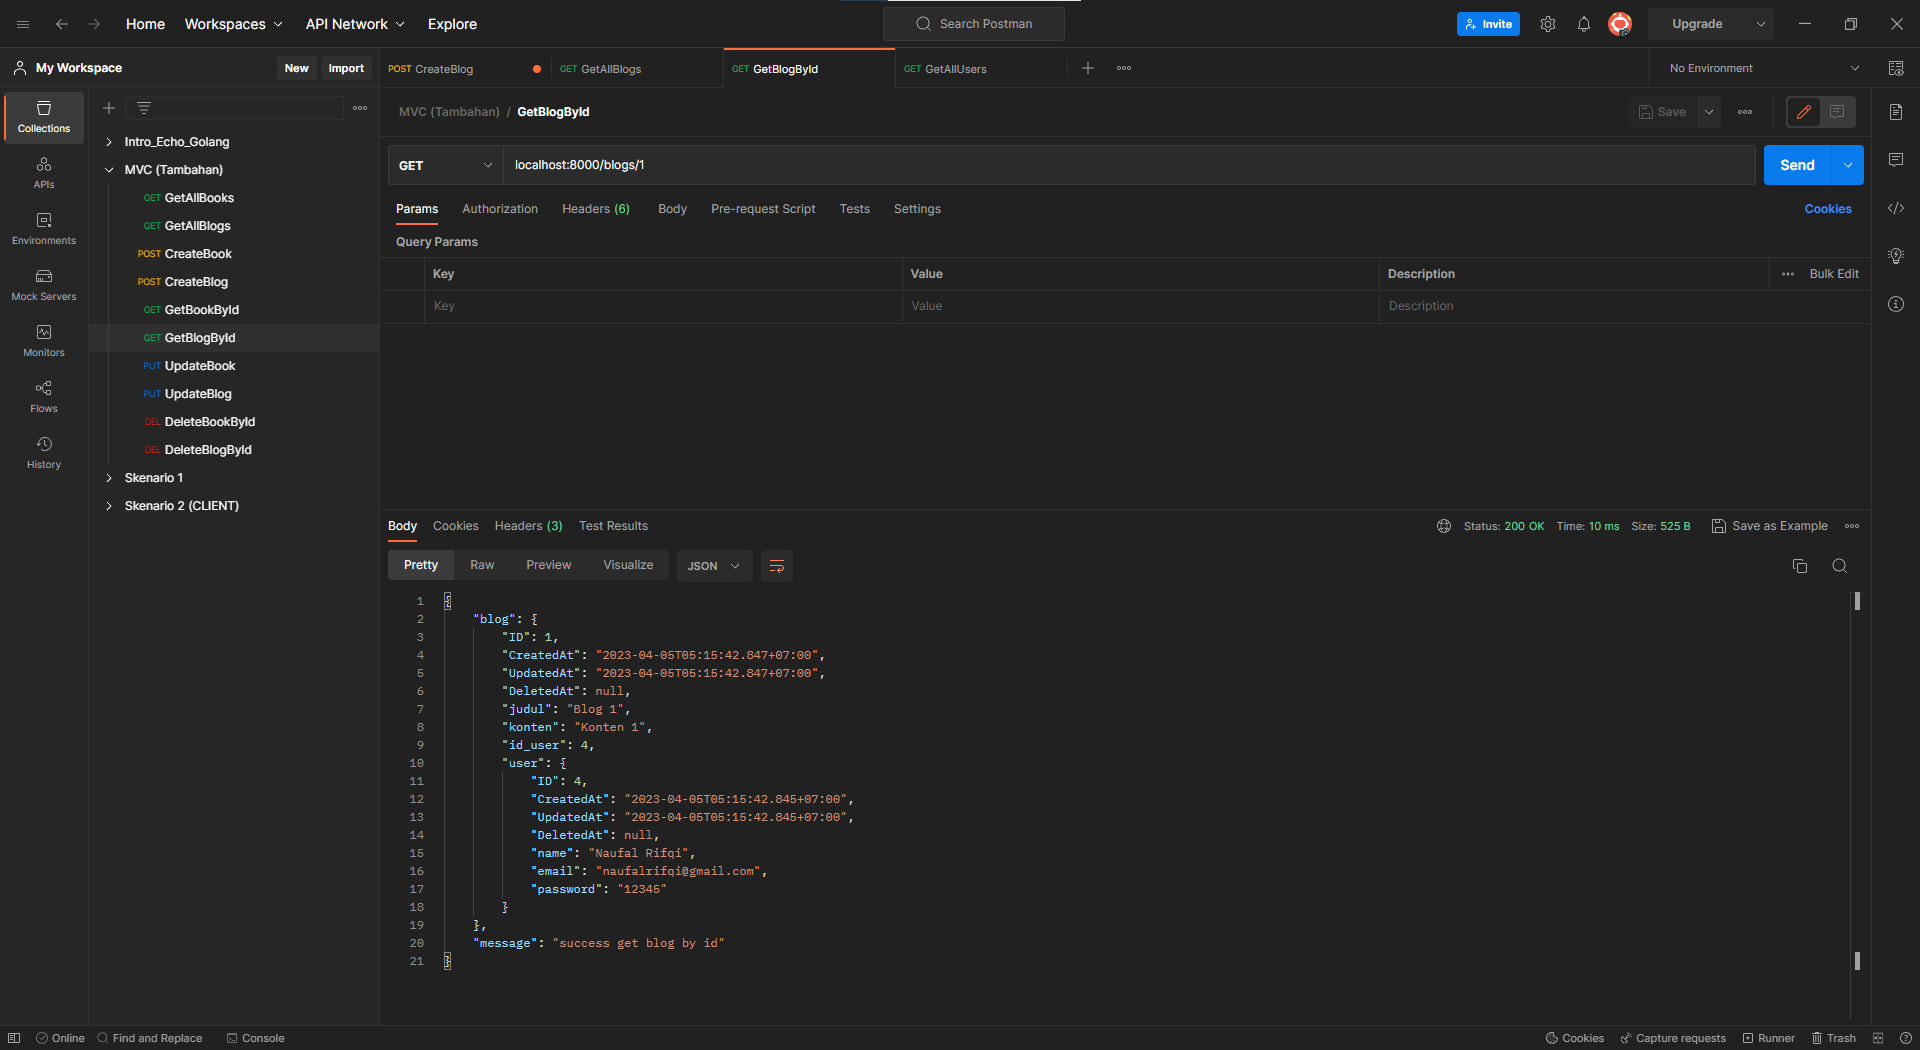 Home Workspaces API Network Explore Search Postman Invite Upgrade
My Workspace New Import POST CreateBlog GET GetAllBlogs GET GetBlogById GET GetAllUsers No Environment
Collections
APIs
Environments
Mock Servers
Monitors
Flows
History
Intro_Echo_Golang
MVC (Tambahan)
GET GetAllBooks
GET GetAllBlogs
POST CreateBook
POST CreateBlog
GET GetBookById
GET GetBlogById
PUT UpdateBook
PUT UpdateBlog
DEL DeleteBookById
DEL DeleteBlogById
Skenario 1
Skenario 2 (CLIENT)
MVC (Tambahan) / GetBlogById Save
GET localhost:8000/blogs/1 Send
Params Authorization Headers (6) Body Pre-request Script Tests Settings Cookies
Query Params
Key Value Description Bulk Edit
Key Value Description
Body Cookies Headers (3) Test Results Status: 200 OK Time: 10 ms Size: 525 B Save as Example
Pretty Raw Preview Visualize JSON
1 {
2 "blog": {
3 "ID": 1,
4 "CreatedAt": "2023-04-05T05:15:42.847+07:00",
5 "UpdatedAt": "2023-04-05T05:15:42.847+07:00",
6 "DeletedAt": null,
7 "judul": "Blog 1",
8 "konten": "Konten 1",
9 "id_user": 4,
10 "user": {
11 "ID": 4,
12 "CreatedAt": "2023-04-05T05:15:42.845+07:00",
13 "UpdatedAt": "2023-04-05T05:15:42.845+07:00",
14 "DeletedAt": null,
15 "name": "Naufal Rifqi",
16 "email": "naufalrifqi@gmail.com",
17 "password": "12345"
18 }
19 },
20 "message": "success get blog by id"
21 }
Online Find and Replace Console Cookies Capture requests Runner Trash